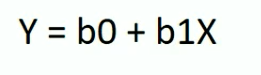 Y = b0 + b1X